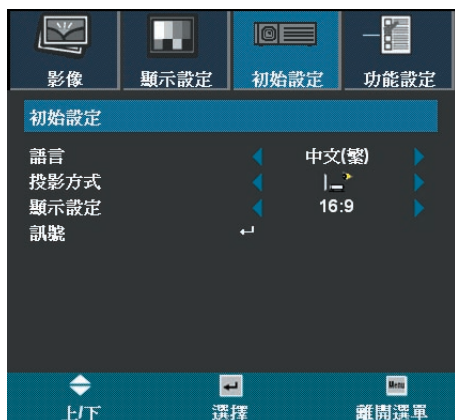 影像 顯示設定 初始設定 功能設定
初始設定
語言 中文(繁)
投影方式
顯示設定 16:9
訊號
上/下 選擇 離開選單
Menu